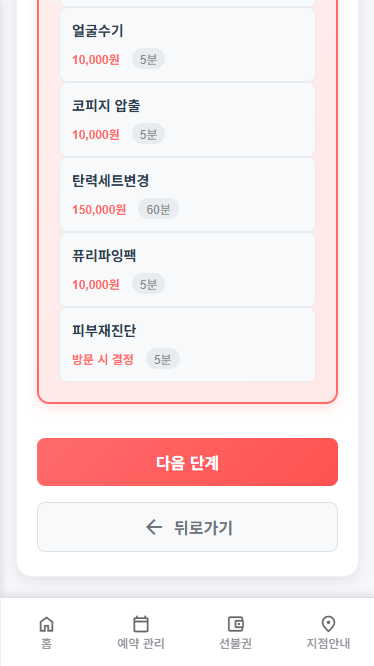 얼굴수기
10,000원 5분
코피지 압출
10,000원 5분
탄력세트변경
150,000원 60분
퓨리파잉팩
10,000원 5분
피부재진단
방문 시 결정 5분
다음 단계
뒤로가기
홈 예약 관리 선불권 지점안내